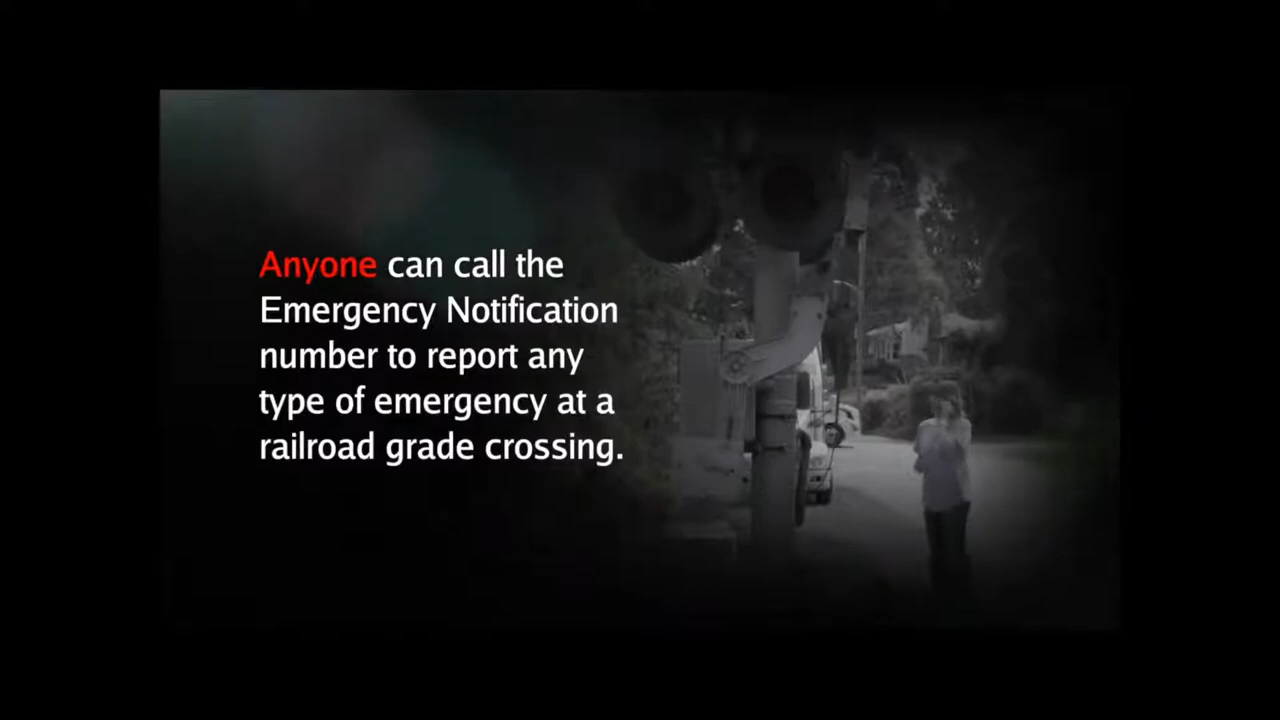 Anyone can call the
Emergency Notification
number to report any
type of emergency at a
railroad grade crossing.